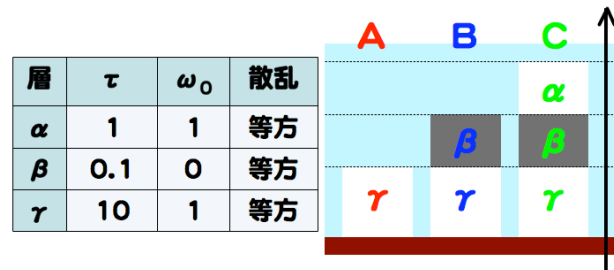 層 τ ω₀ 散乱
α 1 1 等方
β 0.1 0 等方
γ 10 1 等方
A B C
α
β β
γ γ γ